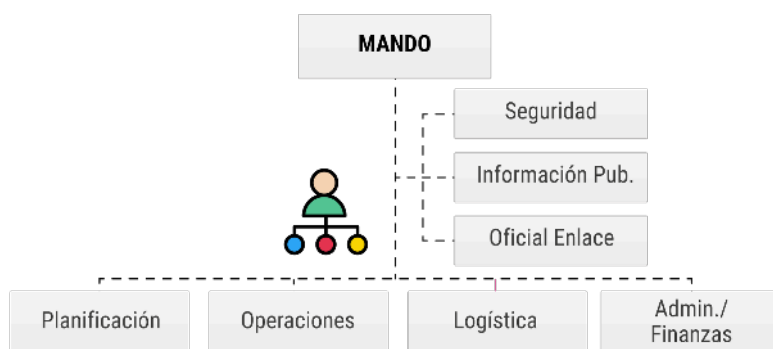 MANDO
Seguridad
Información Pub.
Oficial Enlace
Planificación
Operaciones
Logística
Admin./
Finanzas